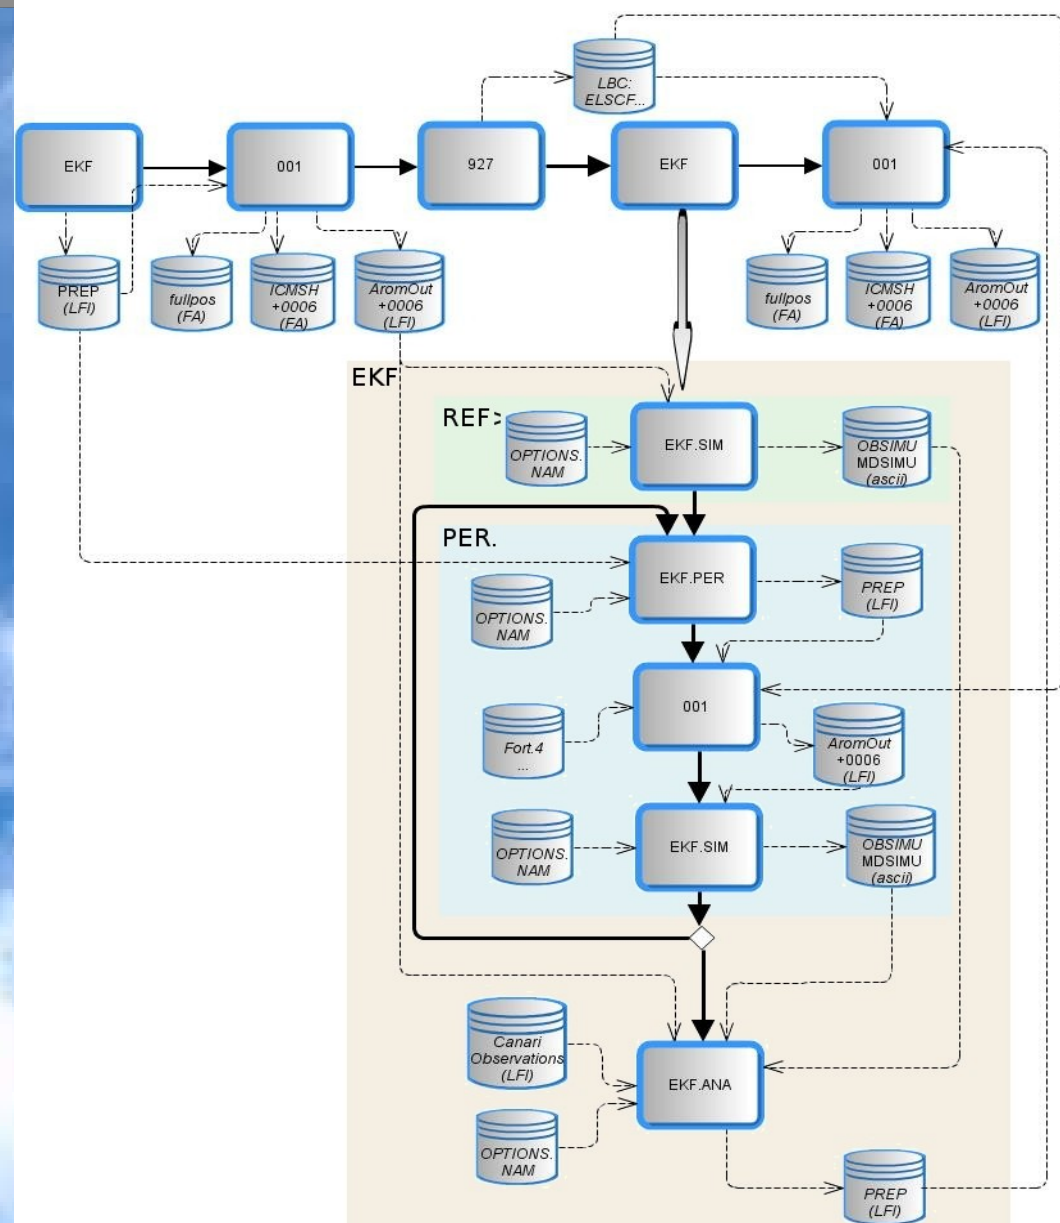 LBC:
ELSCF...
EKF
001
927
EKF
001
PREP
(LFI)
fullpos
(FA)
ICMSH
+0006
(FA)
AromOut
+0006
(LFI)
fullpos
(FA)
ICMSH
+0006
(FA)
AromOut
+0006
(LFI)
EKF
REF>
OPTIONS.
NAM
EKF.SIM
OBSIMU
MDSIMU
(ascii)
PER.
EKF.PER
OPTIONS.
NAM
PREP
(LFI)
001
Fort.4
...
AromOut
+0006
(LFI)
OPTIONS.
NAM
EKF.SIM
OBSIMU
MDSIMU
(ascii)
Canari
Observations
(LFI)
EKF.ANA
OPTIONS.
NAM
PREP
(LFI)